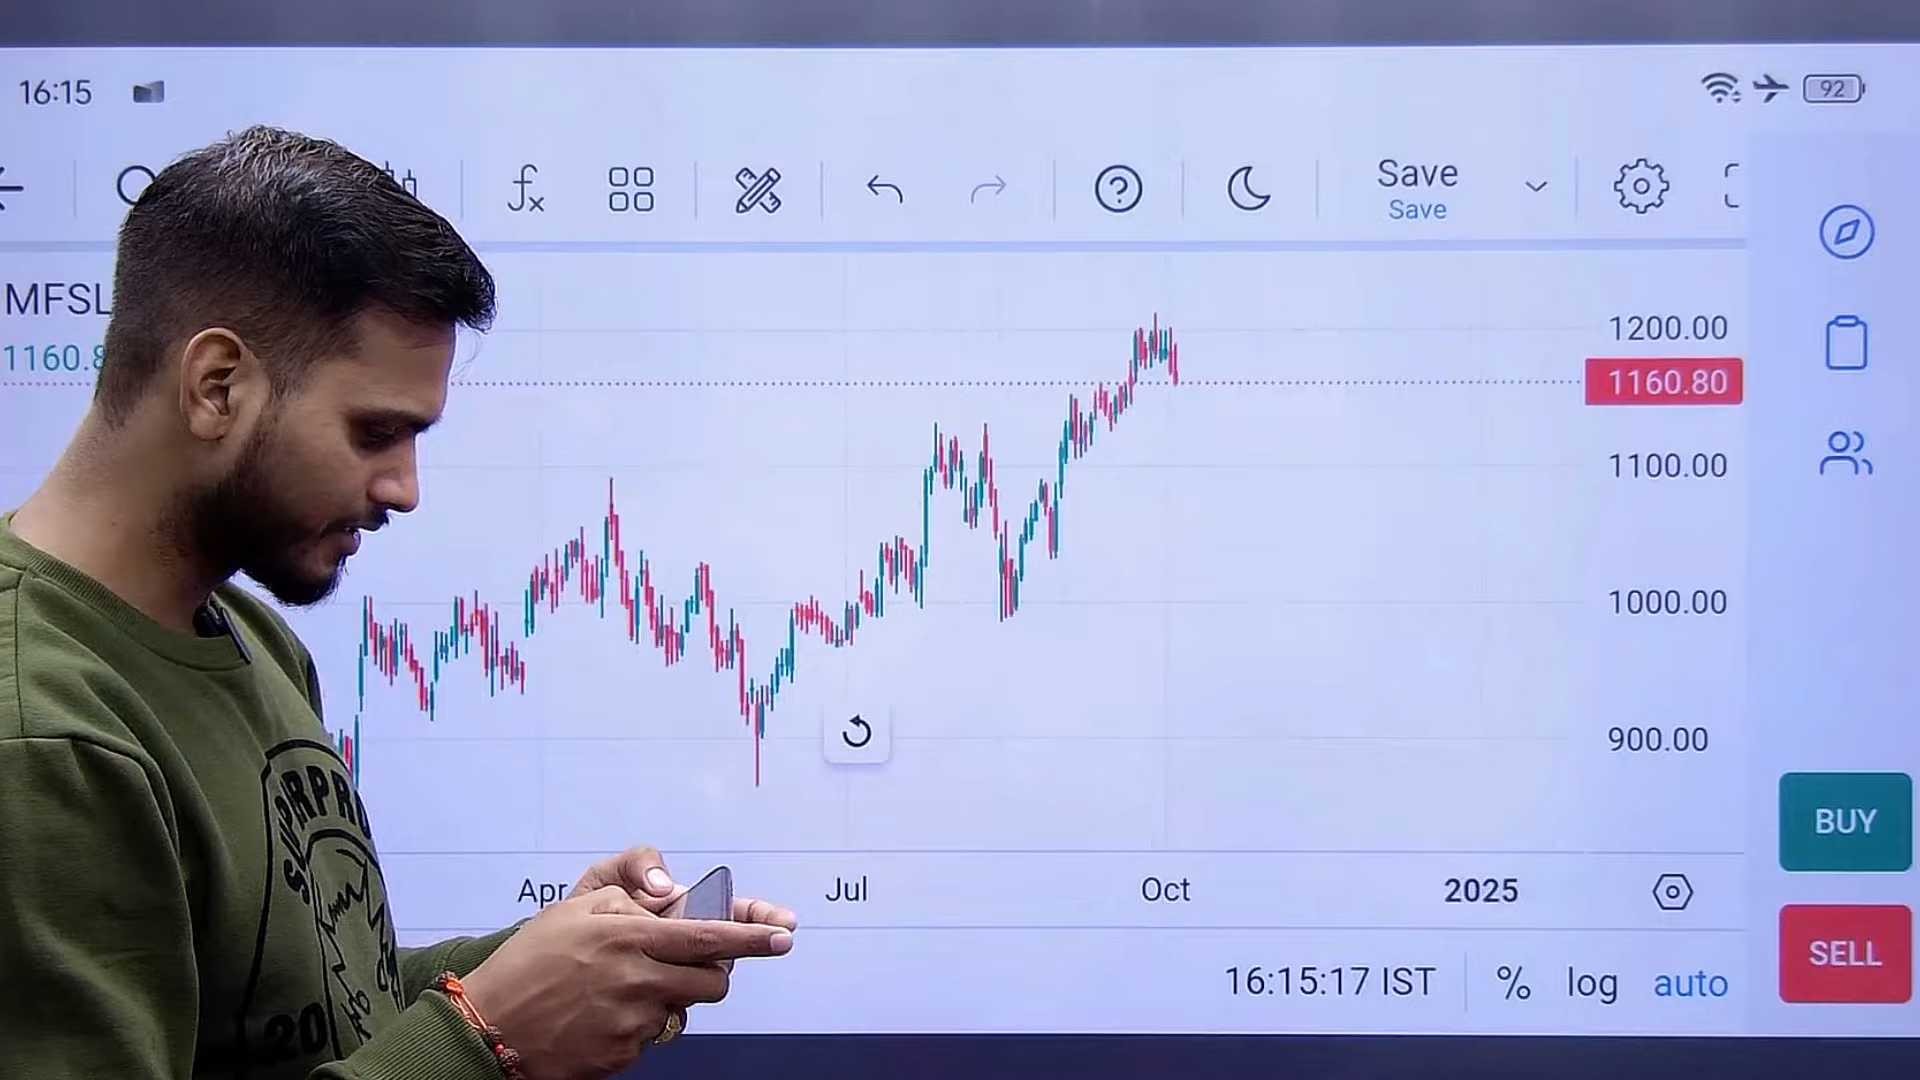 16:15
92
Save
Save
MFSL
1160.8
1200.00
1160.80
1100.00
1000.00
900.00
BUY
Apr
Jul
Oct
2025
SELL
16:15:17 IST
%
log
auto
20